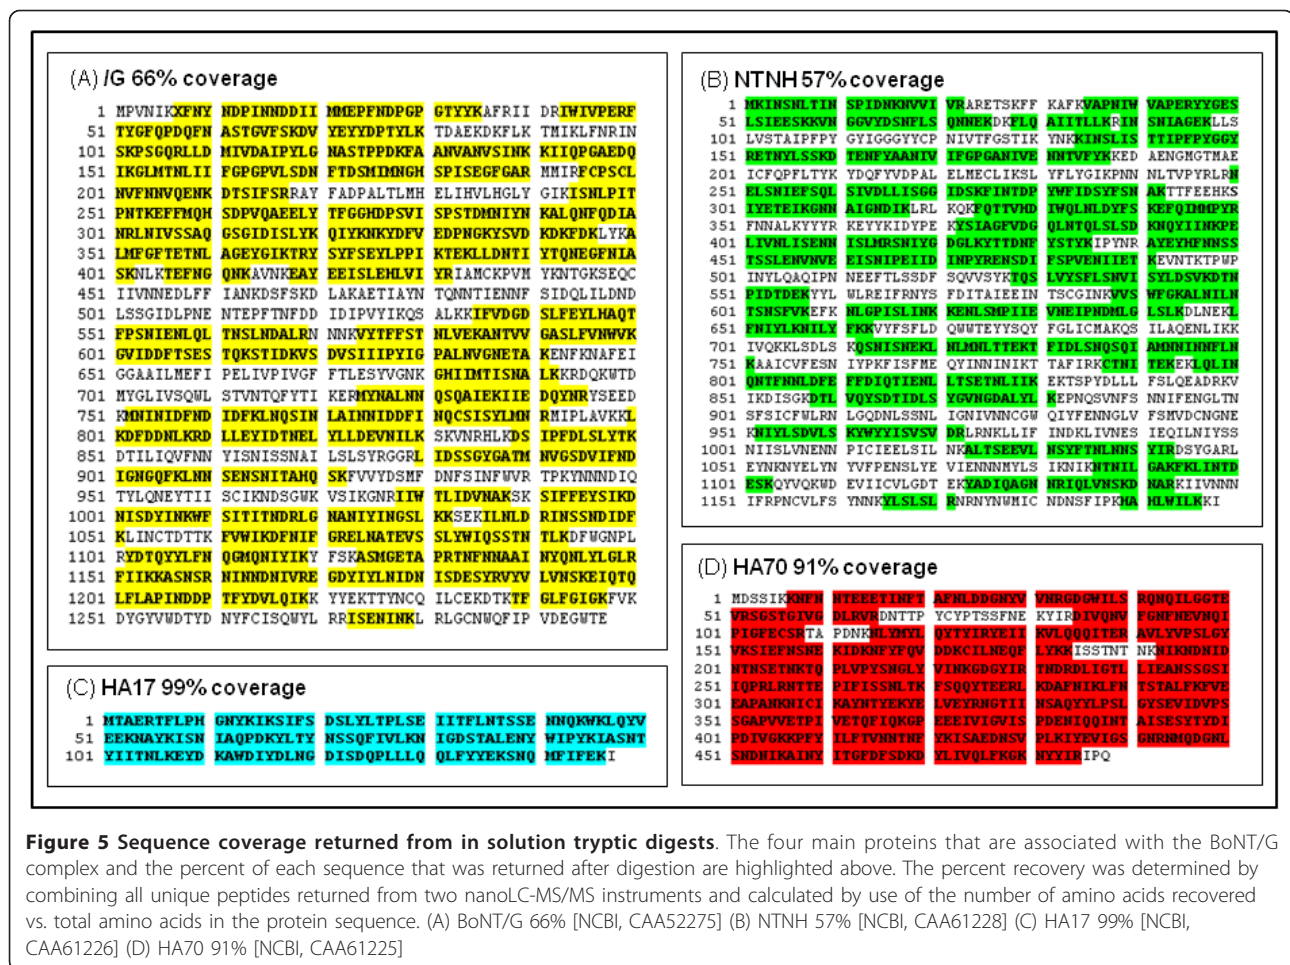 (A) /G 66% coverage
1 MPVNIKXFNY NDPINNDDII MMEPFNDPGP GTYYKAFRII DRIWIVPERF
51 TYGFQPDQFN ASTGVFSKDV YEYYDPTYLK TDAEKDKFLK TMIKLFNRIN
101 SKPSGQRLLD MIVDAIPYLG NASTPPDKFA ANVANVSINK KIIQPGAEDQ
151 IKGLMTNLII FGPGPVLSDN FTDSMIMNGH SPISEGFGAR MMIRFCPSCL
201 NVFNNVQENK DTSIFSRRAY FADPALTLMH ELIHVLHGLY GIKISNLPIT
251 PNTKEFFMQH SDPVQAEELY TFGGHDPSVI SPSTDMNIYN KALQNFQDIA
301 NRLNIVSSAQ GSGIDISLYK QIYKNKYDFV EDPNGKYSVD KDKFDKLYKA
351 LMFGFTETNL AGEYGIKTRY SYFSEYLPPI KTEKLLDNTI YTQNEGFNIA
401 SKNLKTEFNG QNKAVNKEAY EEISLEHLVI YRIAMCKPVM YKNTGKSEQC
451 IIVNNEDLFF IANKDSFSKD LAKAETIAYN TQNNTIENNF SIDQLILDND
501 LSSGIDLPNE NTEPFTNFDD IDIPVYIKQS ALKKIFVDGD SLFEYLHAQT
551 FPSNIENLQL TNSLNDALRN NNKVYTFFST NLVEKANTVV GASLFVNWVK
601 GVIDDFTSES TQKSTIDKVS DVSIIIPYIG PALNVGNETA KENFKNAFEI
651 GGAAILMEFI PELIVPIVGF FTLESYVGNK GHIIMTISNA LKKRDQKWTD
701 MYGLIVSQWL STVNTQFYTI KERMYNALNN QSQAIEKIIE DQYNRYSEED
751 KMNINIDFND IDFKLNQSIN LAINNIDDFI NQCSISYLMN RMIPLAVKKL
801 KDFDDNLKRD LLEYIDTNEL YLLDEVNILK SKVNRHLKDS IPFDLSLYTK
851 DTILIQVFNN YISNISSNAI LSLSYRGGRL IDSSGYGATM NVGSDVIFND
901 IGNGQFKLNN SENSNITAHQ SKFVVYDSMF DNFSINFWVR TPKYNNNDIQ
951 TYLQNEYTII SCIKNDSGWK VSIKGNRIIW TLIDVNAKSK SIFFEYSIKD
1001 NISDYINKWF SITITNDRLG NANIYINGSL KKSEKILNLD RINSSNDIDF
1051 KLINCTDTTK FVWIKDFNIF GRELNATEVS SLYWIQSSTN TLKDFWGNPL
1101 RYDTQYYLFN QGMQNIYIKY FSKASMGETA PRTNFNNAAI NYQNLYLGLR
1151 FIIKKASNSR NINNDNIVRE GDYIYLNIDN ISDESYRVYV LVNSKEIQTQ
1201 LFLAPINDDP TFYDVLQIKK YYEKTTYNCQ ILCEKDTKTF GLFGIGKFVK
1251 DYGYVWDTYD NYFCISQWYL RRISENINKL RLGCNWQFIP VDEGWTE
(B) NTNH 57% coverage
1 MKINSNLTIN SPIDNKNVVI VRARETSKFF KAFKVAPNIW VAPERYYGES
51 LSIEESKKVN GGVYDSNFLS QNNEKDKFLQ AIITLLKRIN SNIAGEKLLS
101 LVSTAIPFPY GYIGGGYYCP NIVTFGSTIK YNKKINSLIS TTIPFPYGGY
151 RETNYLSSKD TENFYAANIV IFGPGANIVE NNTVFYKKED AENGMGTMAE
201 ICFQPFLTYK YDQFYVDPAL ELMECLIKSL YFLYGIKPNN NLTVPYRLRN
251 ELSNIEFSQL SIVDLLISGG IDSKFINTDP YWFIDSYFSN AKTTFEEHKS
301 IYETEIKGNN AIGNDIKLRL KQKFQTTVHD IWQLNLDYFS KEFQIMMPYR
351 FNNALKYYYR KEYYKIDYPE KYSIAGFVDG QLNTQLSLSD KNQYIINKPE
401 LIVNLISENN ISLMRSNIYG DGLKYTTDNF YSTYKIPYNR AYEYHFNNSS
451 TSSLENVNVE EISNIPEIID INPYRENSDI FSPVENIIET KEVNTKTPWP
501 INYLQAQIPN NEEFTLSSDF SQVVSYKTQS LVYSFLSNVI SYLDSVKDTN
551 PIDTDEKYYL WLREIFRNYS FDITAIEEIN TSCGINKVVS WFGKALNILN
601 TSNSFVKEFK NLGPISLINK KENLSMPIIE VNEIPNDMLG LSLKDLNEKL
651 FNIYLKNILY FKKVYFSFLD QWWTEYYSQY FGLICMAKQS ILAQENLIKK
701 IVQKKLSDLS KQSNISNEKL NLMNLTTEKT FIDLSNQSQI AMNNINNFLN
751 KAAICVFESN IYPKFISFME QYINNINIKT TAFIRKCTNI TEKEKLQLIN
801 QNTFNNLDFE FFDIQTIENL LTSETNLIIK EKTSPYDLLL FSLQEADRKV
851 IKDISGKDTL VQYSDTIDLS YGVNGDALYL KEPNQSVNFS NNIFENGLTN
901 SFSICFWLRN LGQDNLSSNL IGNIVNNCGW QIYFENNGLV FSMVDCNGNE
951 KNIYLSDVLS KYWYYISVSV DRLRNKLLIF INDKLIVNES IEQILNIYSS
1001 NIISLVNENN PICIEELSIL NKALTSEEVL NSYFTNLNNS YIRDSYGARL
1051 EYNKNYELYN YVFPENSLYE VIENNNMYLS IKNIKNTNIL GAKFKLINTD
1101 ESKQYVQKWD EVIICVLGDT EKYADIQAGN NRIQLVNSKD NARKIIVNNN
1151 IFRPNCVLFS YNNKYLSLSL RNRNYNWMIC NDNSFIPKHA HLWILKKI
(C) HA17 99% coverage
1 MTAERTFLPH GNYKIKSIFS DSLYLTPLSE IITFLNTSSE NNQKWKLQYV
51 EEKNAYKISN IAQPDKYLTY NSSQFIVLKN IGDSTALENY WIPYKIASNT
101 YIITNLKEYD KAWDIYDLNG DISDQPLLLQ QLFYYEKSNQ MFIFEKI
(D) HA70 91% coverage
1 MDSSIKKNFN NTEEETINFT AFNLDDGNYV VNRGDGWILS RQNQILGGTE
51 VRSGSTGIVG DLRVRDNTTP YCYPTSSFNE KYIRDIVQNV FGNFNEVNQI
101 PIGFECSRTA PDNKNLYMYL QYTYIRYEII KVLQQQITER AVLYVPSLGY
151 VKSIEFNSNE KIDKNFYFQV DDKCILNEQF LYKKISSTNT NKNIKNDNID
201 TNSETNKTQP LPVPYSNGLY VINKGDGYIR TNDRDLIGTL LIEANSSGSI
251 IQPRLRNTTE PIFISSNLTK FSQQYTEERL KDAFNIKLFN TSTALFKFVE
301 EAPANKNICI KAYNTYEKYE LVEYRNGTII NSAQYYLPSL GYSEVIDVPS
351 SGAPVVETPI VETQFIQKGP EEEIVIGVIS PDENIQQINT AISESYTYDI
401 PDIVGKKPFY ILFTVNNTNF YKISAEDNSV PLKIYEVIGS GNRNMQDGNL
451 SNDNIKAINY ITGFDFSDKD YLIVQLFKGK NYYIRIPQ
Figure 5 Sequence coverage returned from in solution tryptic digests. The four main proteins that are associated with the BoNT/G
complex and the percent of each sequence that was returned after digestion are highlighted above. The percent recovery was determined by
combining all unique peptides returned from two nanoLC-MS/MS instruments and calculated by use of the number of amino acids recovered
vs. total amino acids in the protein sequence. (A) BoNT/G 66% [NCBI, CAA52275] (B) NTNH 57% [NCBI, CAA61228] (C) HA17 99% [NCBI,
CAA61226] (D) HA70 91% [NCBI, CAA61225]